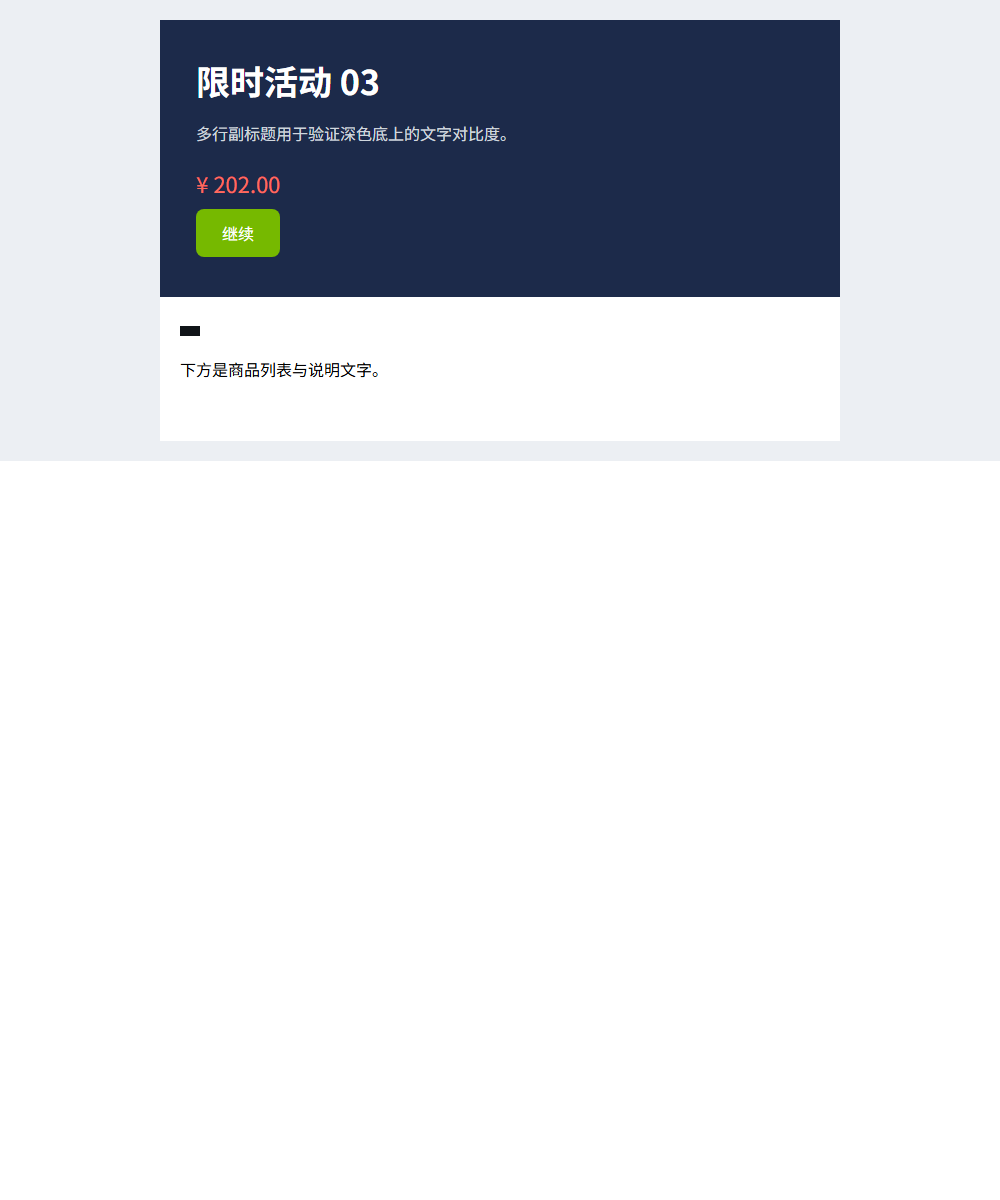 限时活动 03
多行副标题用于验证深色底上的文字对比度。
¥ 202.00
继续
下方是商品列表与说明文字。